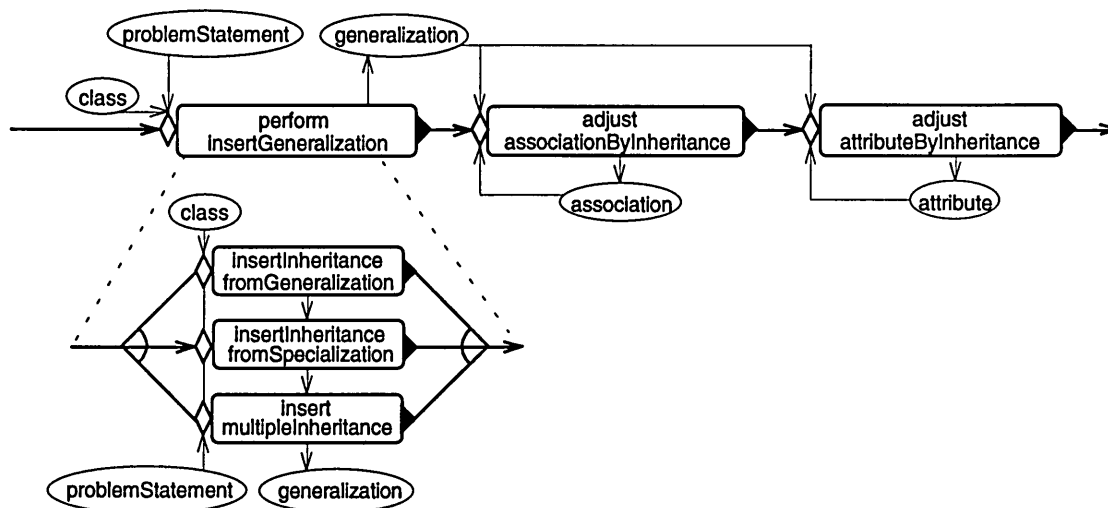 problemStatement
generalization
class
perform
insertGeneralization
adjust
associationByInheritance
adjust
attributeByInheritance
association
attribute
class
insertInheritance
fromGeneralization
insertInheritance
fromSpecialization
insert
multipleInheritance
problemStatement
generalization